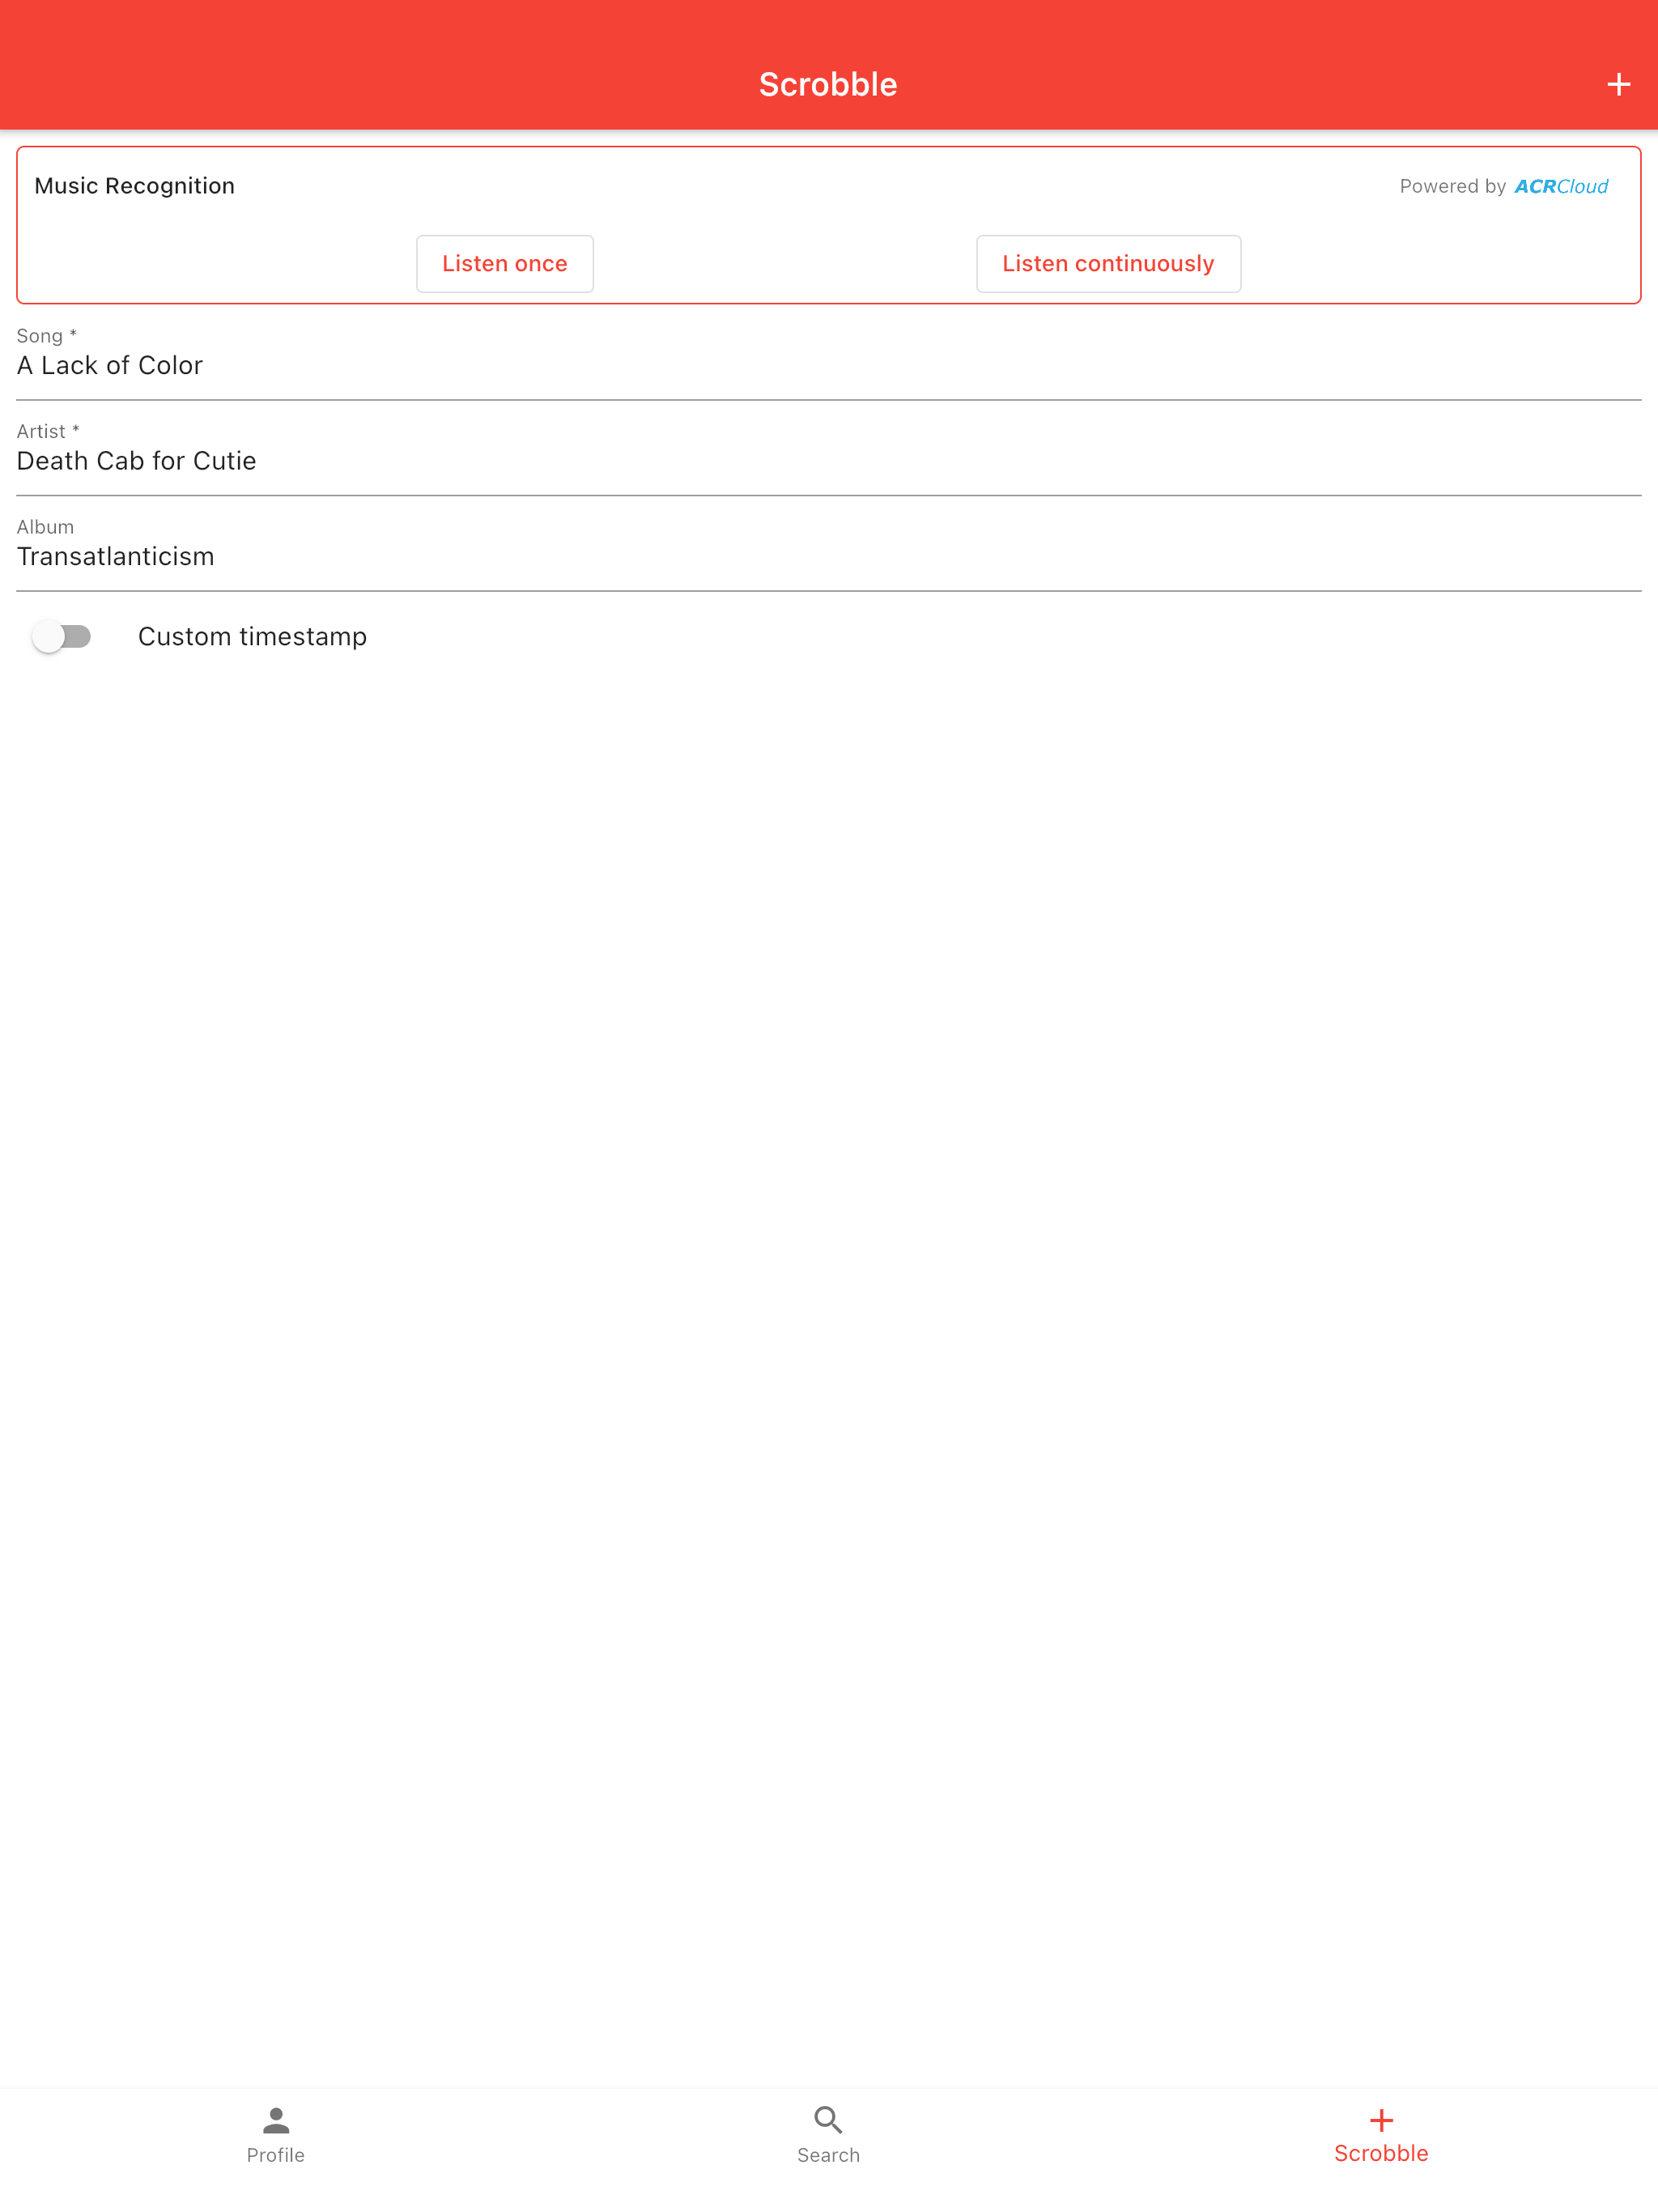 Scrobble
Music Recognition
Powered by ACRCloud
Listen once
Listen continuously
Song *
A Lack of Color
Artist *
Death Cab for Cutie
Album
Transatlanticism
Custom timestamp
Profile
Search
Scrobble